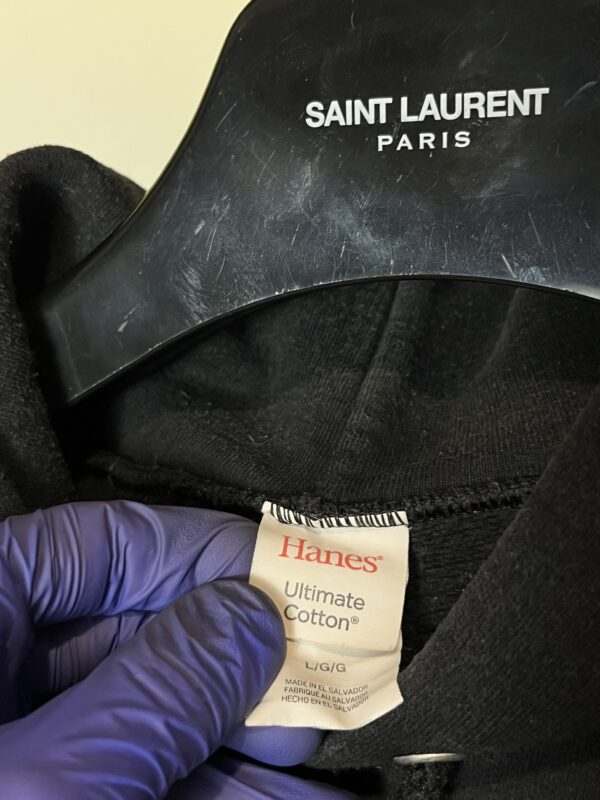 SAINT LAURENT
PARIS
Hanes®
Ultimate
Cotton®
L/G/G
MADE IN EL SALVADOR
FABRIQUÉ AU SALVADOR
HECHO EN EL SALVADOR